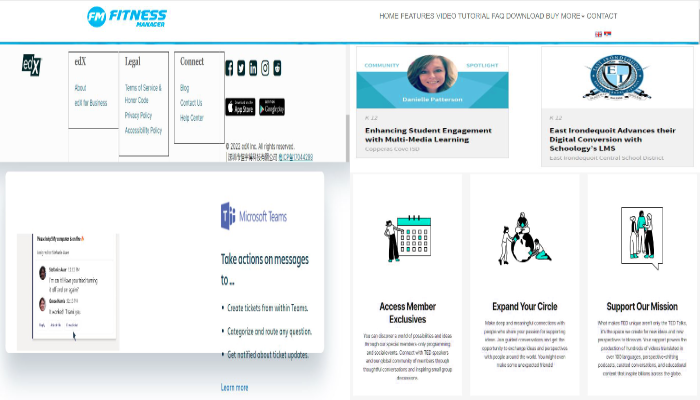 FM FITNESS
MANAGER
HOME FEATURES VIDEO TUTORIAL FAQ DOWNLOAD BUY MORE CONTACT
edX
edX
About
edX for Business
Legal
Terms of Service &
Honor Code
Privacy Policy
Accessibility Policy
Connect
Blog
Contact Us
Help Center
App Store
Google play
© 2022 edX Inc. All rights reserved.
COMMUNITY SPOTLIGHT
Danielle Patterson
K 12
Enhancing Student Engagement
with Multi-Media Learning
Copperas Cove ISD
EAST IRONDEQUOIT
EI
K 12
East Irondequoit Advances their
Digital Conversion with
Schoology's LMS
East Irondequoit Central School District
Microsoft Teams
Take actions on messages
to ...
• Create tickets from within Teams.
• Categorize and route any question.
• Get notified about ticket updates.
Learn more
I'm on it! Have you tried turning
it off and on again?
It worked! Thank you
Access Member
Exclusives
You can discover a world of possibilities and ideas
through our special members-only programming
and social events. Connect with TED speakers
and our global community of members through
thoughtful conversations and inspiring small group
discussions.
Expand Your Circle
Make deep and meaningful connections with
people who share your passion for supporting
ideas. Join guided conversations and get the
opportunity to exchange ideas and perspectives
with people around the world. You might even
make some unexpected friends!
Support Our Mission
What makes TED unique aren't only the TED Talks,
it's the space we create for new ideas and new
perspectives to discover. Your support powers the
production of hundreds of videos translated in
over 100 languages, perspective-shifting
podcasts, curated conversations, and educational
content that inspire billions across the globe.